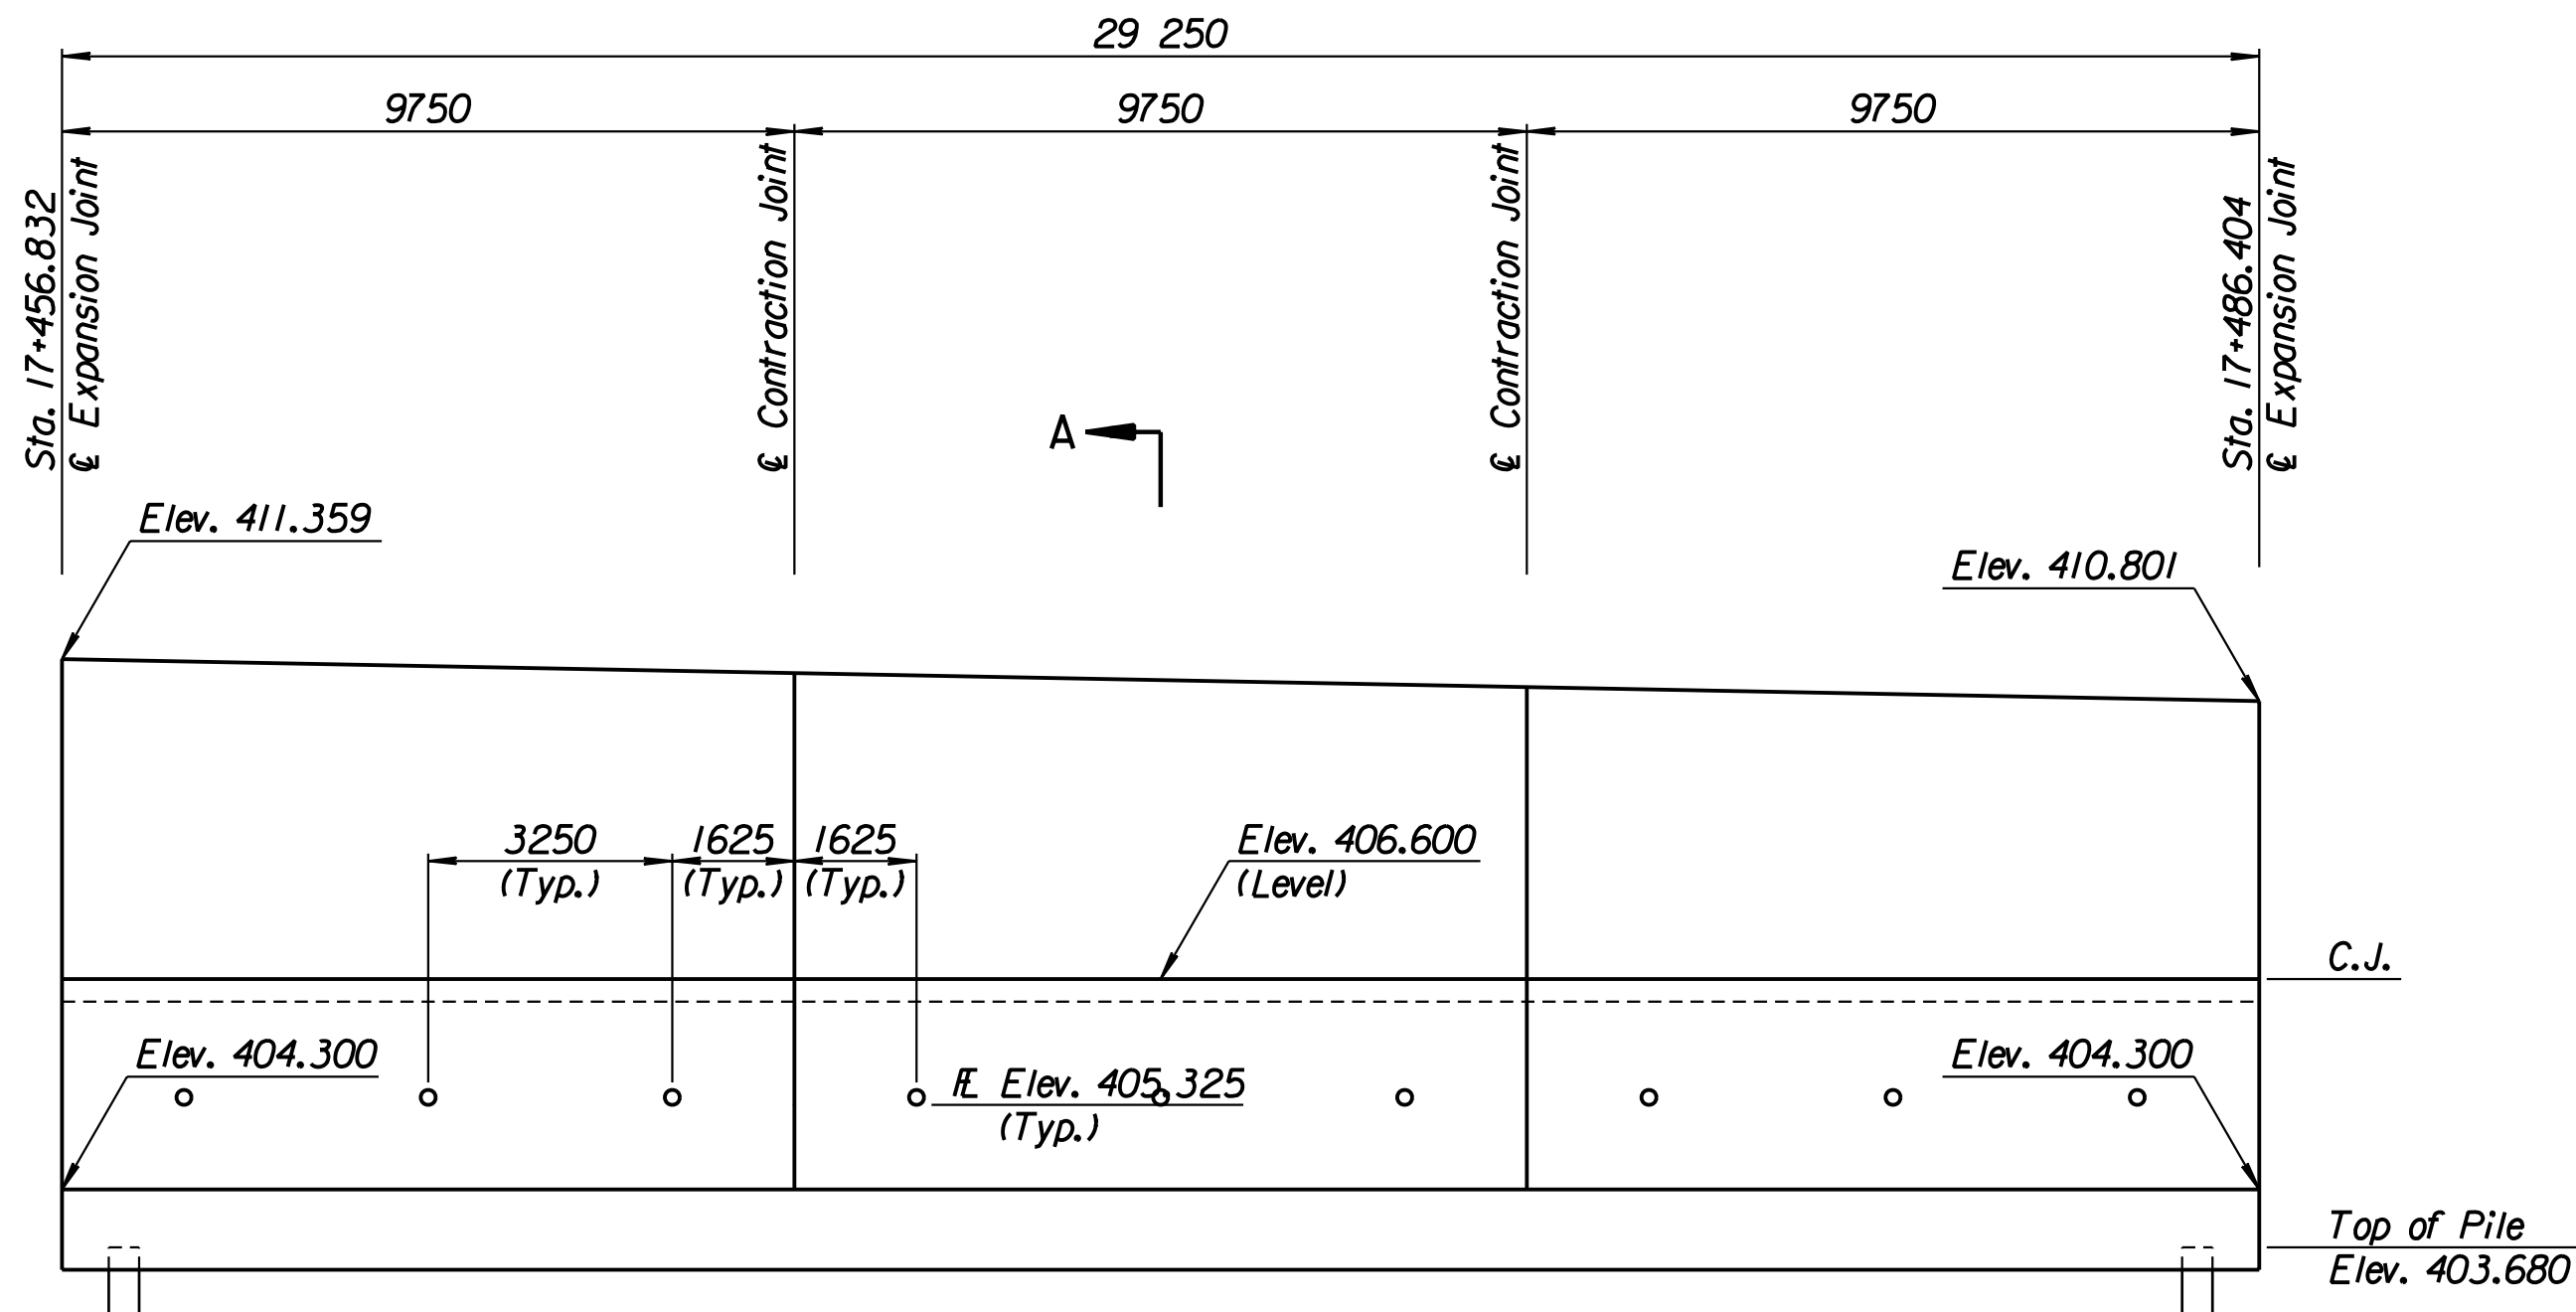 29 250
9750
9750
9750
Sta. 17+456.832
℄ Expansion Joint
℄ Contraction Joint
℄ Contraction Joint
Sta. 17+486.404
℄ Expansion Joint
A
Elev. 411.359
Elev. 410.801
3250
(Typ.)
1625
(Typ.)
1625
(Typ.)
Elev. 406.600
(Level)
C.J.
Elev. 404.300
Elev. 404.300
Elev. 405.325
(Typ.)
Top of Pile
Elev. 403.680